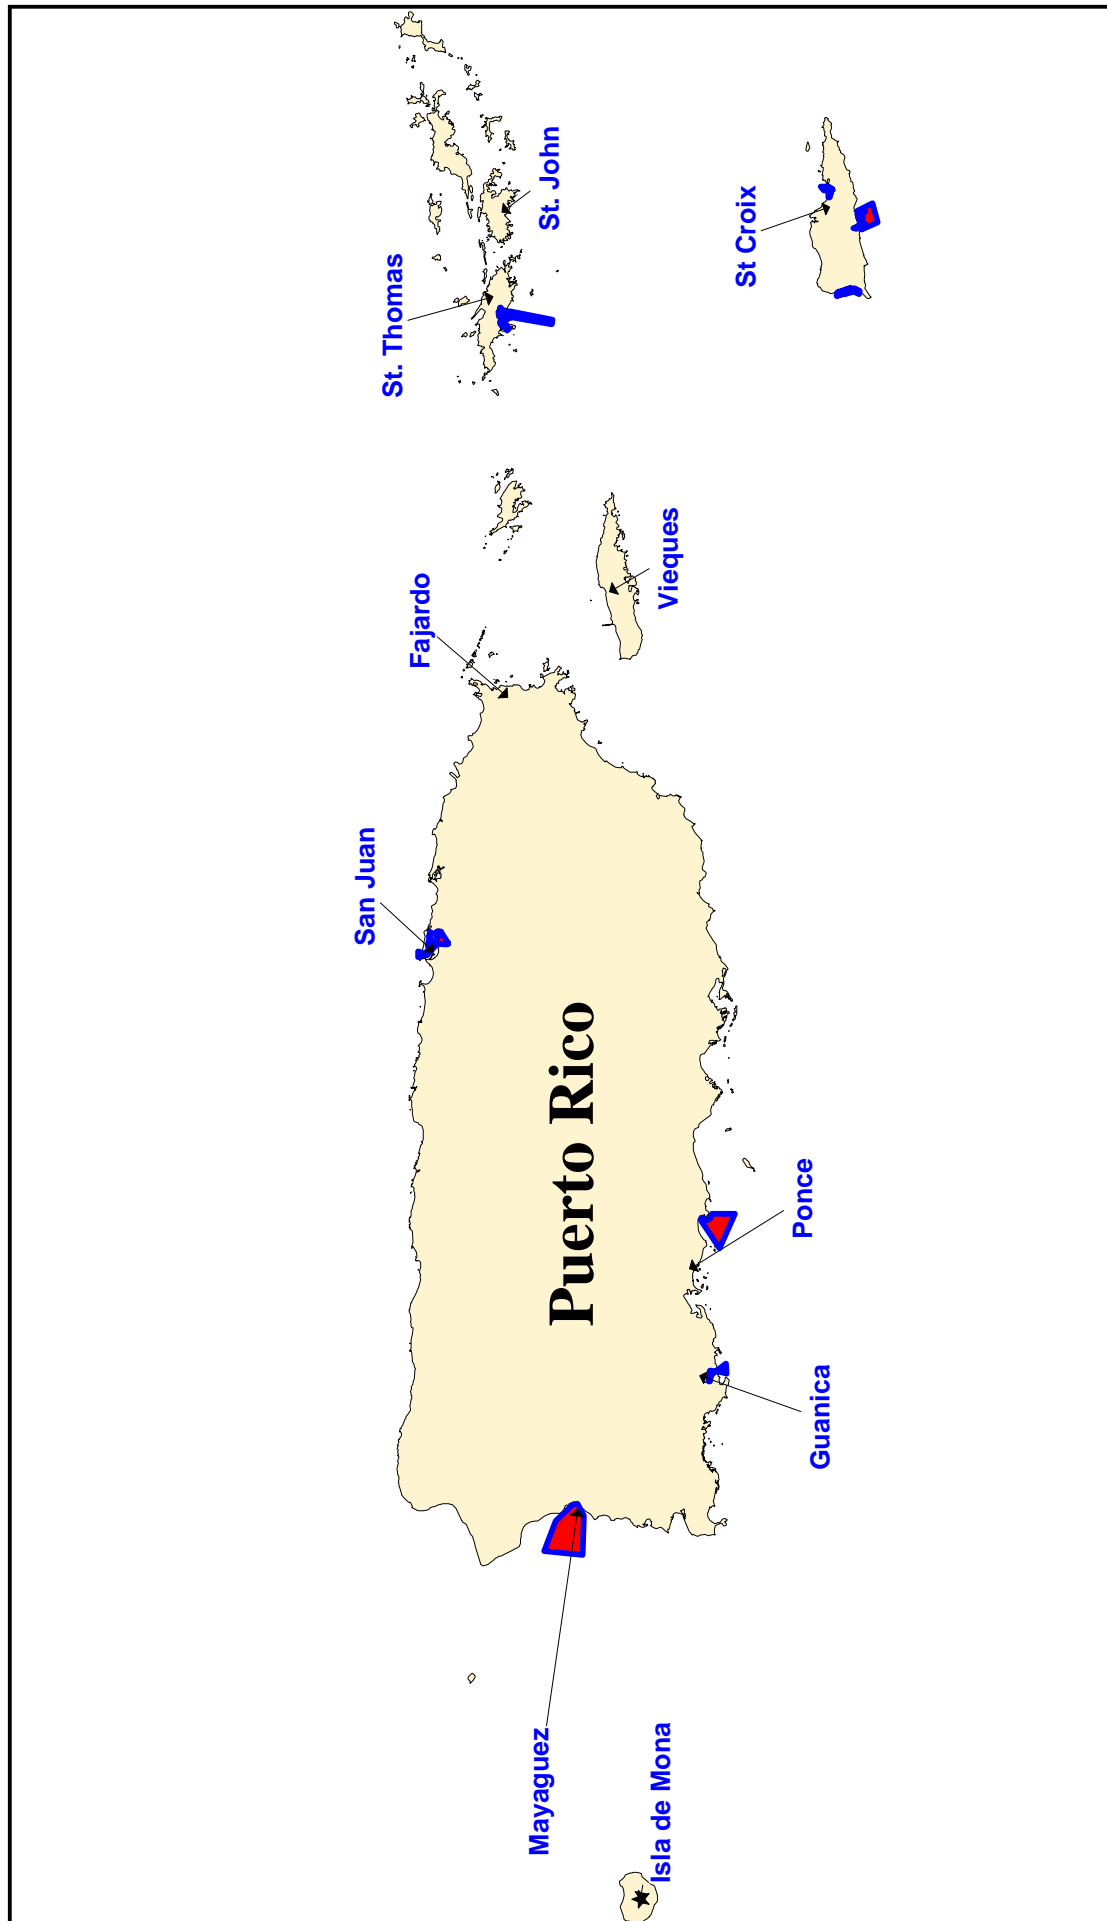 St. John
St. Thomas
St Croix
Vieques
Fajardo
San Juan
Puerto Rico
Ponce
Guanica
Mayaguez
Isla de Mona